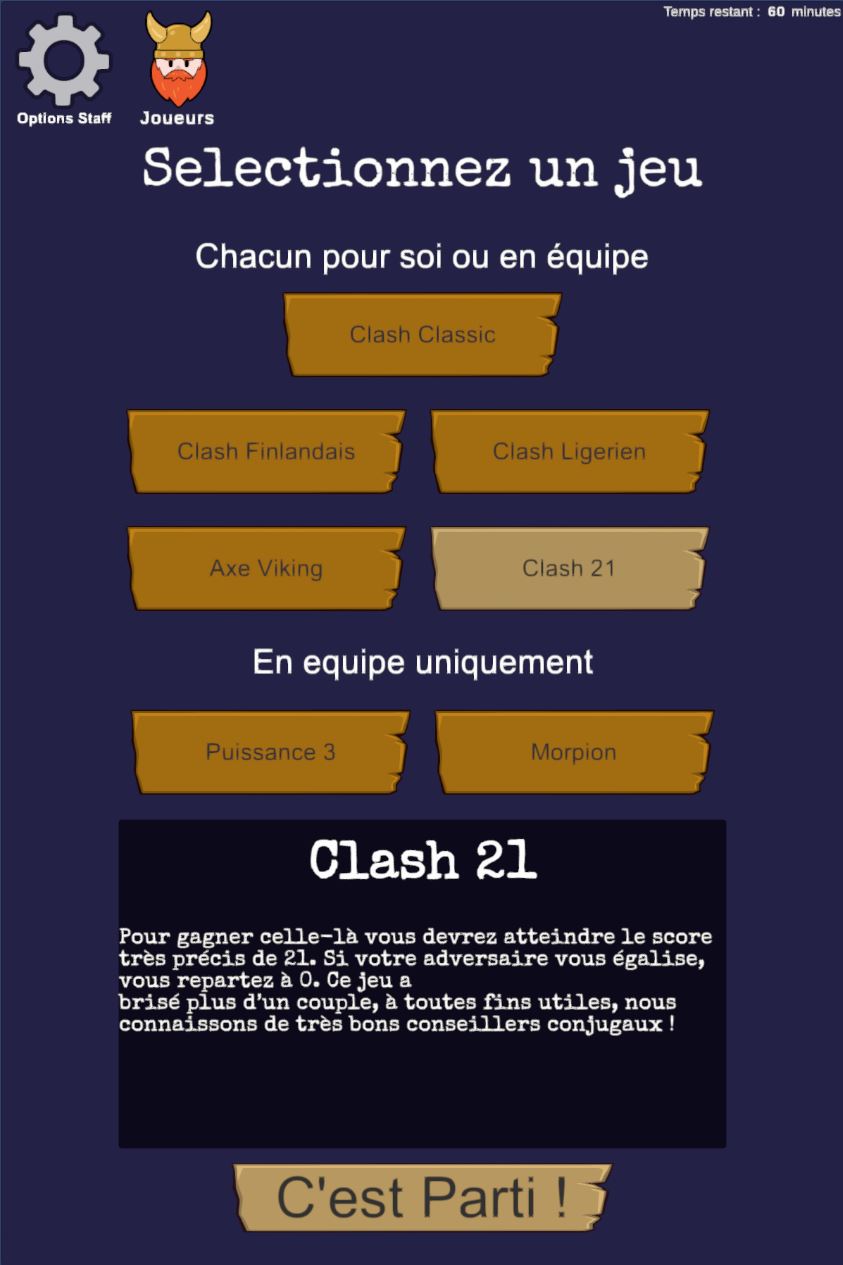 Temps restant : 60 minutes
Options Staff
Joueurs
Selectionnez un jeu
Chacun pour soi ou en équipe
Clash Classic
Clash Finlandais
Clash Ligerien
Axe Viking
Clash 21
En equipe uniquement
Puissance 3
Morpion
Clash 21
Pour gagner celle-là vous devrez atteindre le score
très précis de 21. Si votre adversaire vous égalise,
vous repartez à 0. Ce jeu a
brisé plus d'un couple, à toutes fins utiles, nous
connaissons de très bons conseillers conjugaux !
C'est Parti !